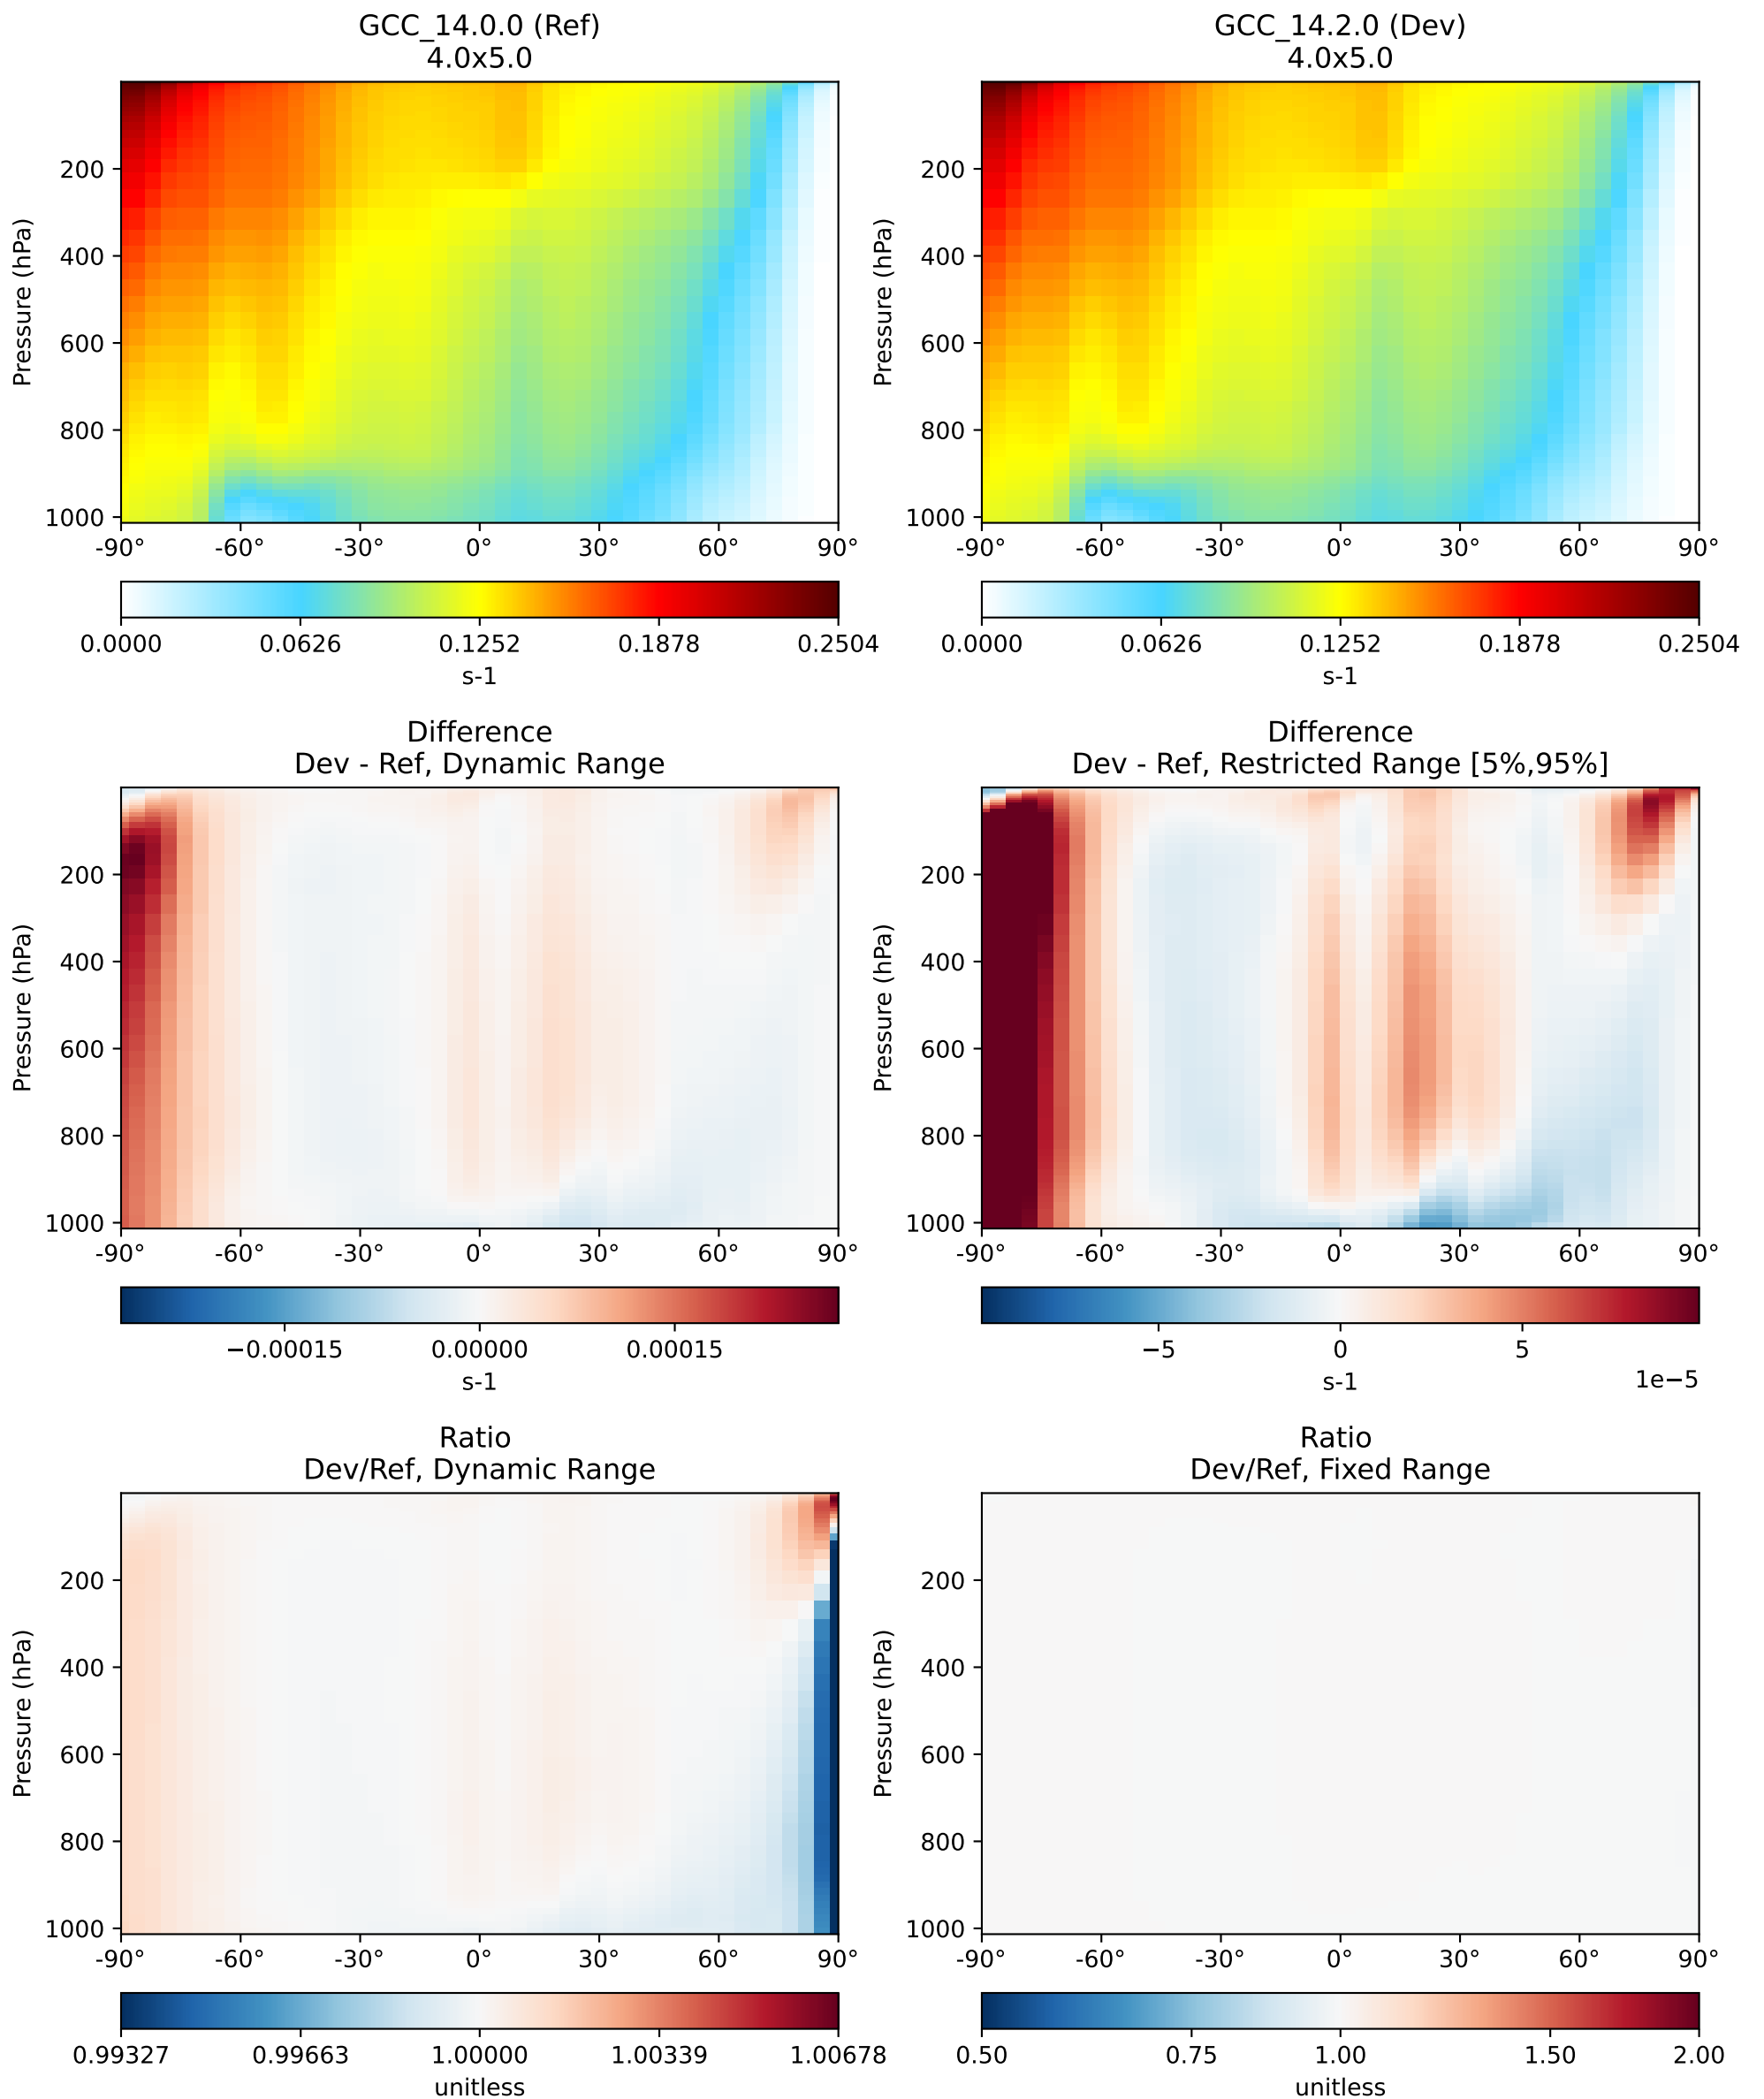 GCC_14.0.0 (Ref)
4.0x5.0
GCC_14.2.0 (Dev)
4.0x5.0
Pressure (hPa)
200
400
600
800
1000
-90° -60° -30° 0° 30° 60° 90°
0.0000 0.0626 0.1252 0.1878 0.2504
s-1
Pressure (hPa)
200
400
600
800
1000
-90° -60° -30° 0° 30° 60° 90°
0.0000 0.0626 0.1252 0.1878 0.2504
s-1
Difference
Dev - Ref, Dynamic Range
Pressure (hPa)
200
400
600
800
1000
-90° -60° -30° 0° 30° 60° 90°
−0.00015 0.00000 0.00015
s-1
Difference
Dev - Ref, Restricted Range [5%,95%]
Pressure (hPa)
200
400
600
800
1000
-90° -60° -30° 0° 30° 60° 90°
−5 0 5
s-1
1e−5
Ratio
Dev/Ref, Dynamic Range
Pressure (hPa)
200
400
600
800
1000
-90° -60° -30° 0° 30° 60° 90°
0.99327 0.99663 1.00000 1.00339 1.00678
unitless
Ratio
Dev/Ref, Fixed Range
Pressure (hPa)
200
400
600
800
1000
-90° -60° -30° 0° 30° 60° 90°
0.50 0.75 1.00 1.50 2.00
unitless